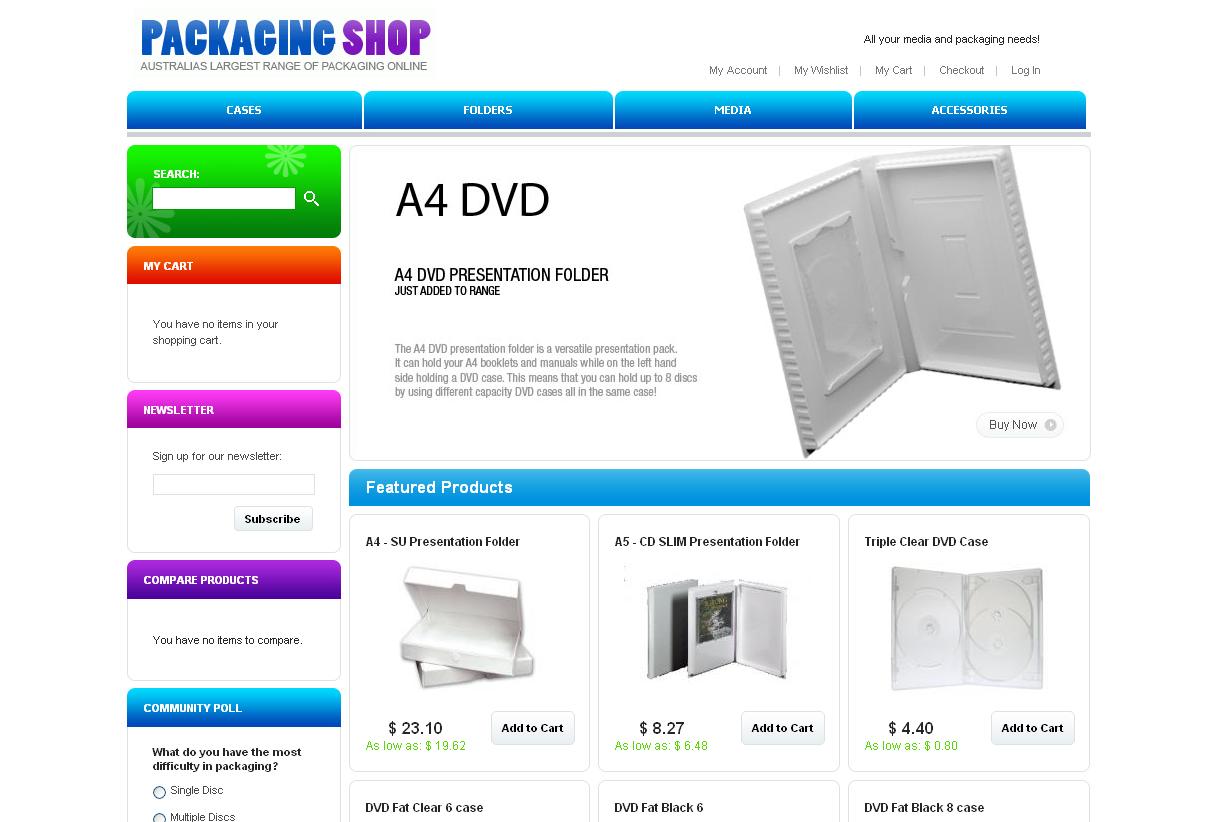 PACKAGING SHOP
AUSTRALIAS LARGEST RANGE OF PACKAGING ONLINE
All your media and packaging needs!
My Account | My Wishlist | My Cart | Checkout | Log In
CASES
FOLDERS
MEDIA
ACCESSORIES
SEARCH:
MY CART
You have no items in your
shopping cart.
NEWSLETTER
Sign up for our newsletter:
Subscribe
COMPARE PRODUCTS
You have no items to compare.
COMMUNITY POLL
What do you have the most
difficulty in packaging?
Single Disc
Multiple Discs
A4 DVD
A4 DVD PRESENTATION FOLDER
JUST ADDED TO RANGE
The A4 DVD presentation folder is a versatile presentation pack.
It can hold your A4 booklets and manuals while on the left hand
side holding a DVD case. This means that you can hold up to 8 discs
by using different capacity DVD cases all in the same case!
Buy Now
Featured Products
A4 - SU Presentation Folder
$ 23.10
As low as: $ 19.62
Add to Cart
A5 - CD SLIM Presentation Folder
$ 8.27
As low as: $ 6.48
Add to Cart
Triple Clear DVD Case
$ 4.40
As low as: $ 0.80
Add to Cart
DVD Fat Clear 6 case
DVD Fat Black 6
DVD Fat Black 8 case